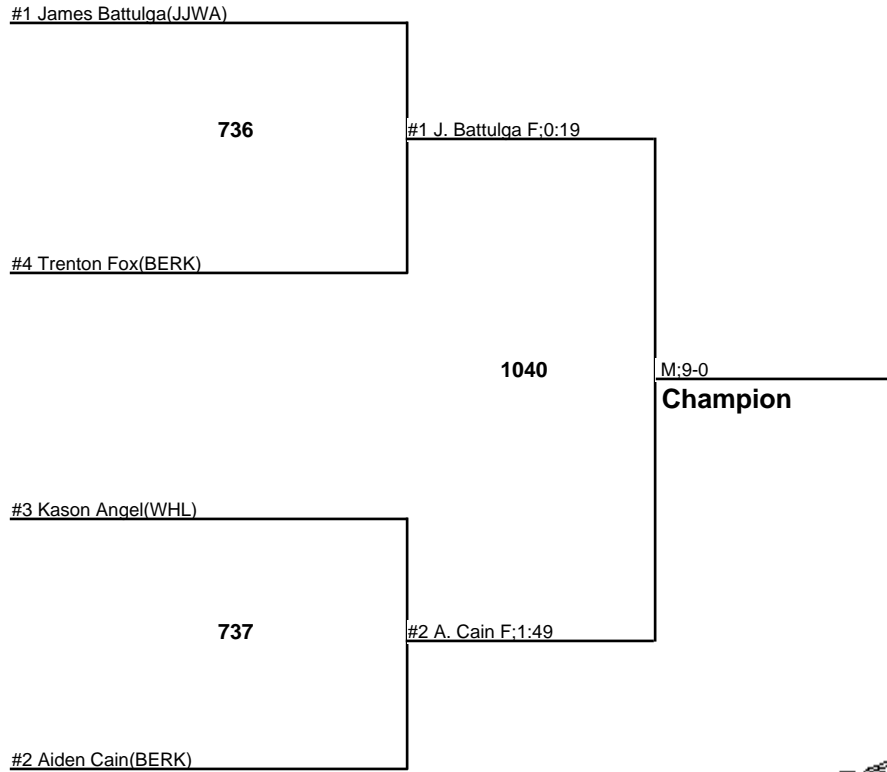 #1 James Battulga(JJWA)
736
#1 J. Battulga F;0:19
#4 Trenton Fox(BERK)
1040
M;9-0
Champion
#3 Kason Angel(WHL)
737
#2 A. Cain F;1:49
#2 Aiden Cain(BERK)